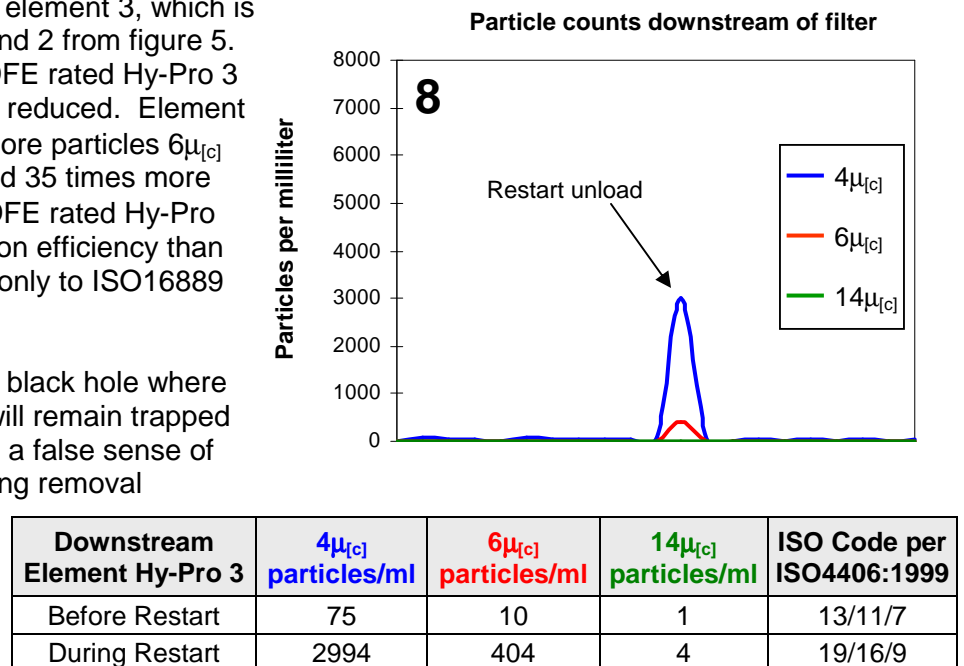 element 3, which is
nd 2 from figure 5.
DFE rated Hy-Pro 3
reduced. Element
ore particles 6µ[c]
d 35 times more
DFE rated Hy-Pro
on efficiency than
only to ISO16889
black hole where
will remain trapped
a false sense of
ng removal
Particle counts downstream of filter
8
Particles per milliliter
8000
7000
6000
5000
4000
3000
2000
1000
0
Restart unload
4µ[c]
6µ[c]
14µ[c]
Downstream Element Hy-Pro 3 | 4µ[c] particles/ml | 6µ[c] particles/ml | 14µ[c] particles/ml | ISO Code per ISO4406:1999
Before Restart | 75 | 10 | 1 | 13/11/7
During Restart | 2994 | 404 | 4 | 19/16/9